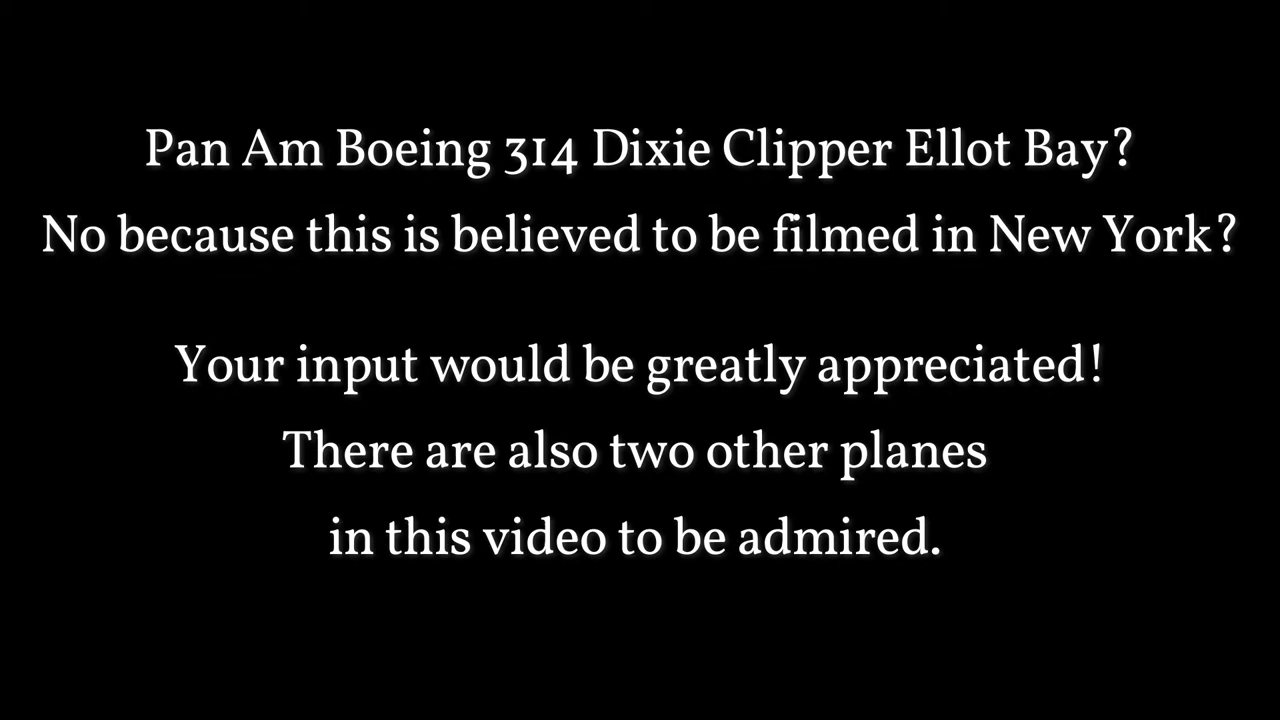 Pan Am Boeing 314 Dixie Clipper Ellot Bay?
No because this is believed to be filmed in New York?
Your input would be greatly appreciated!
There are also two other planes
in this video to be admired.